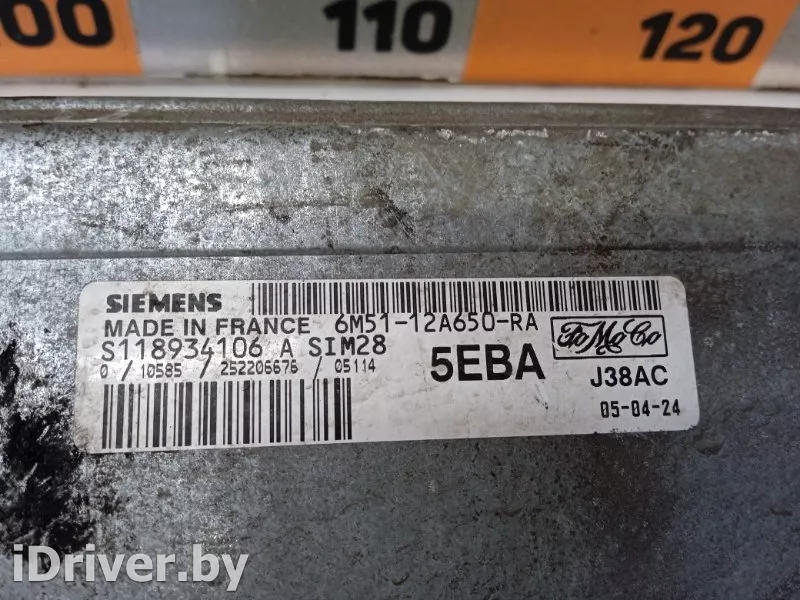 00 110 120
SIEMENS
MADE IN FRANCE 6M51-12A650-RA
S118934106 A SIM28
0 / 10585 / 252206676 / 05114
5EBA
FoMoCo
J38AC
05-04-24
iDriver.by